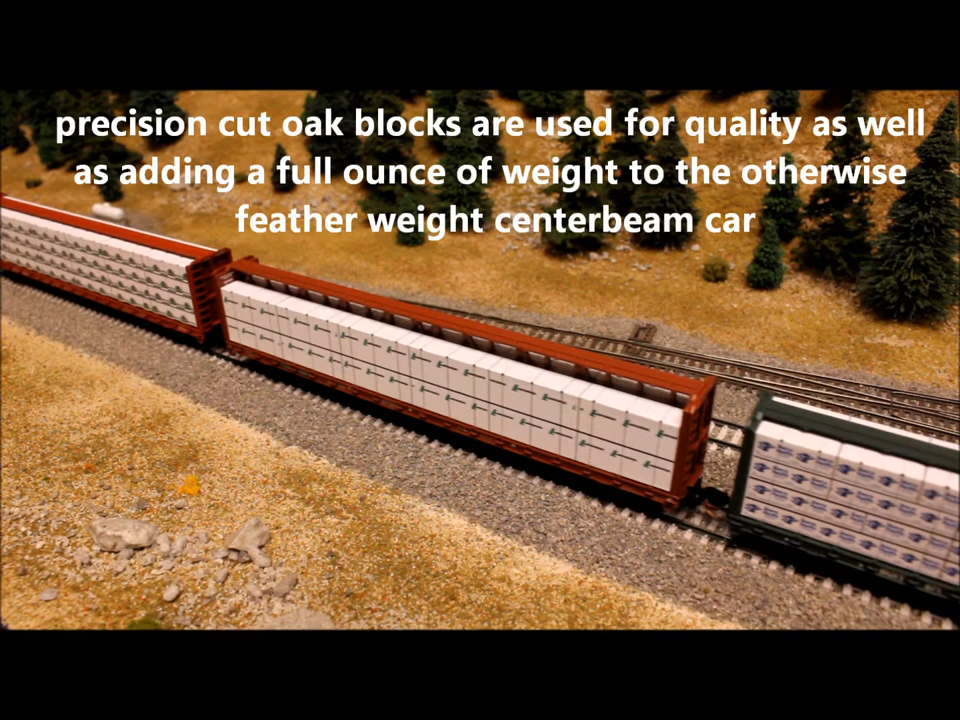 precision cut oak blocks are used for quality as well
as adding a full ounce of weight to the otherwise
feather weight centerbeam car